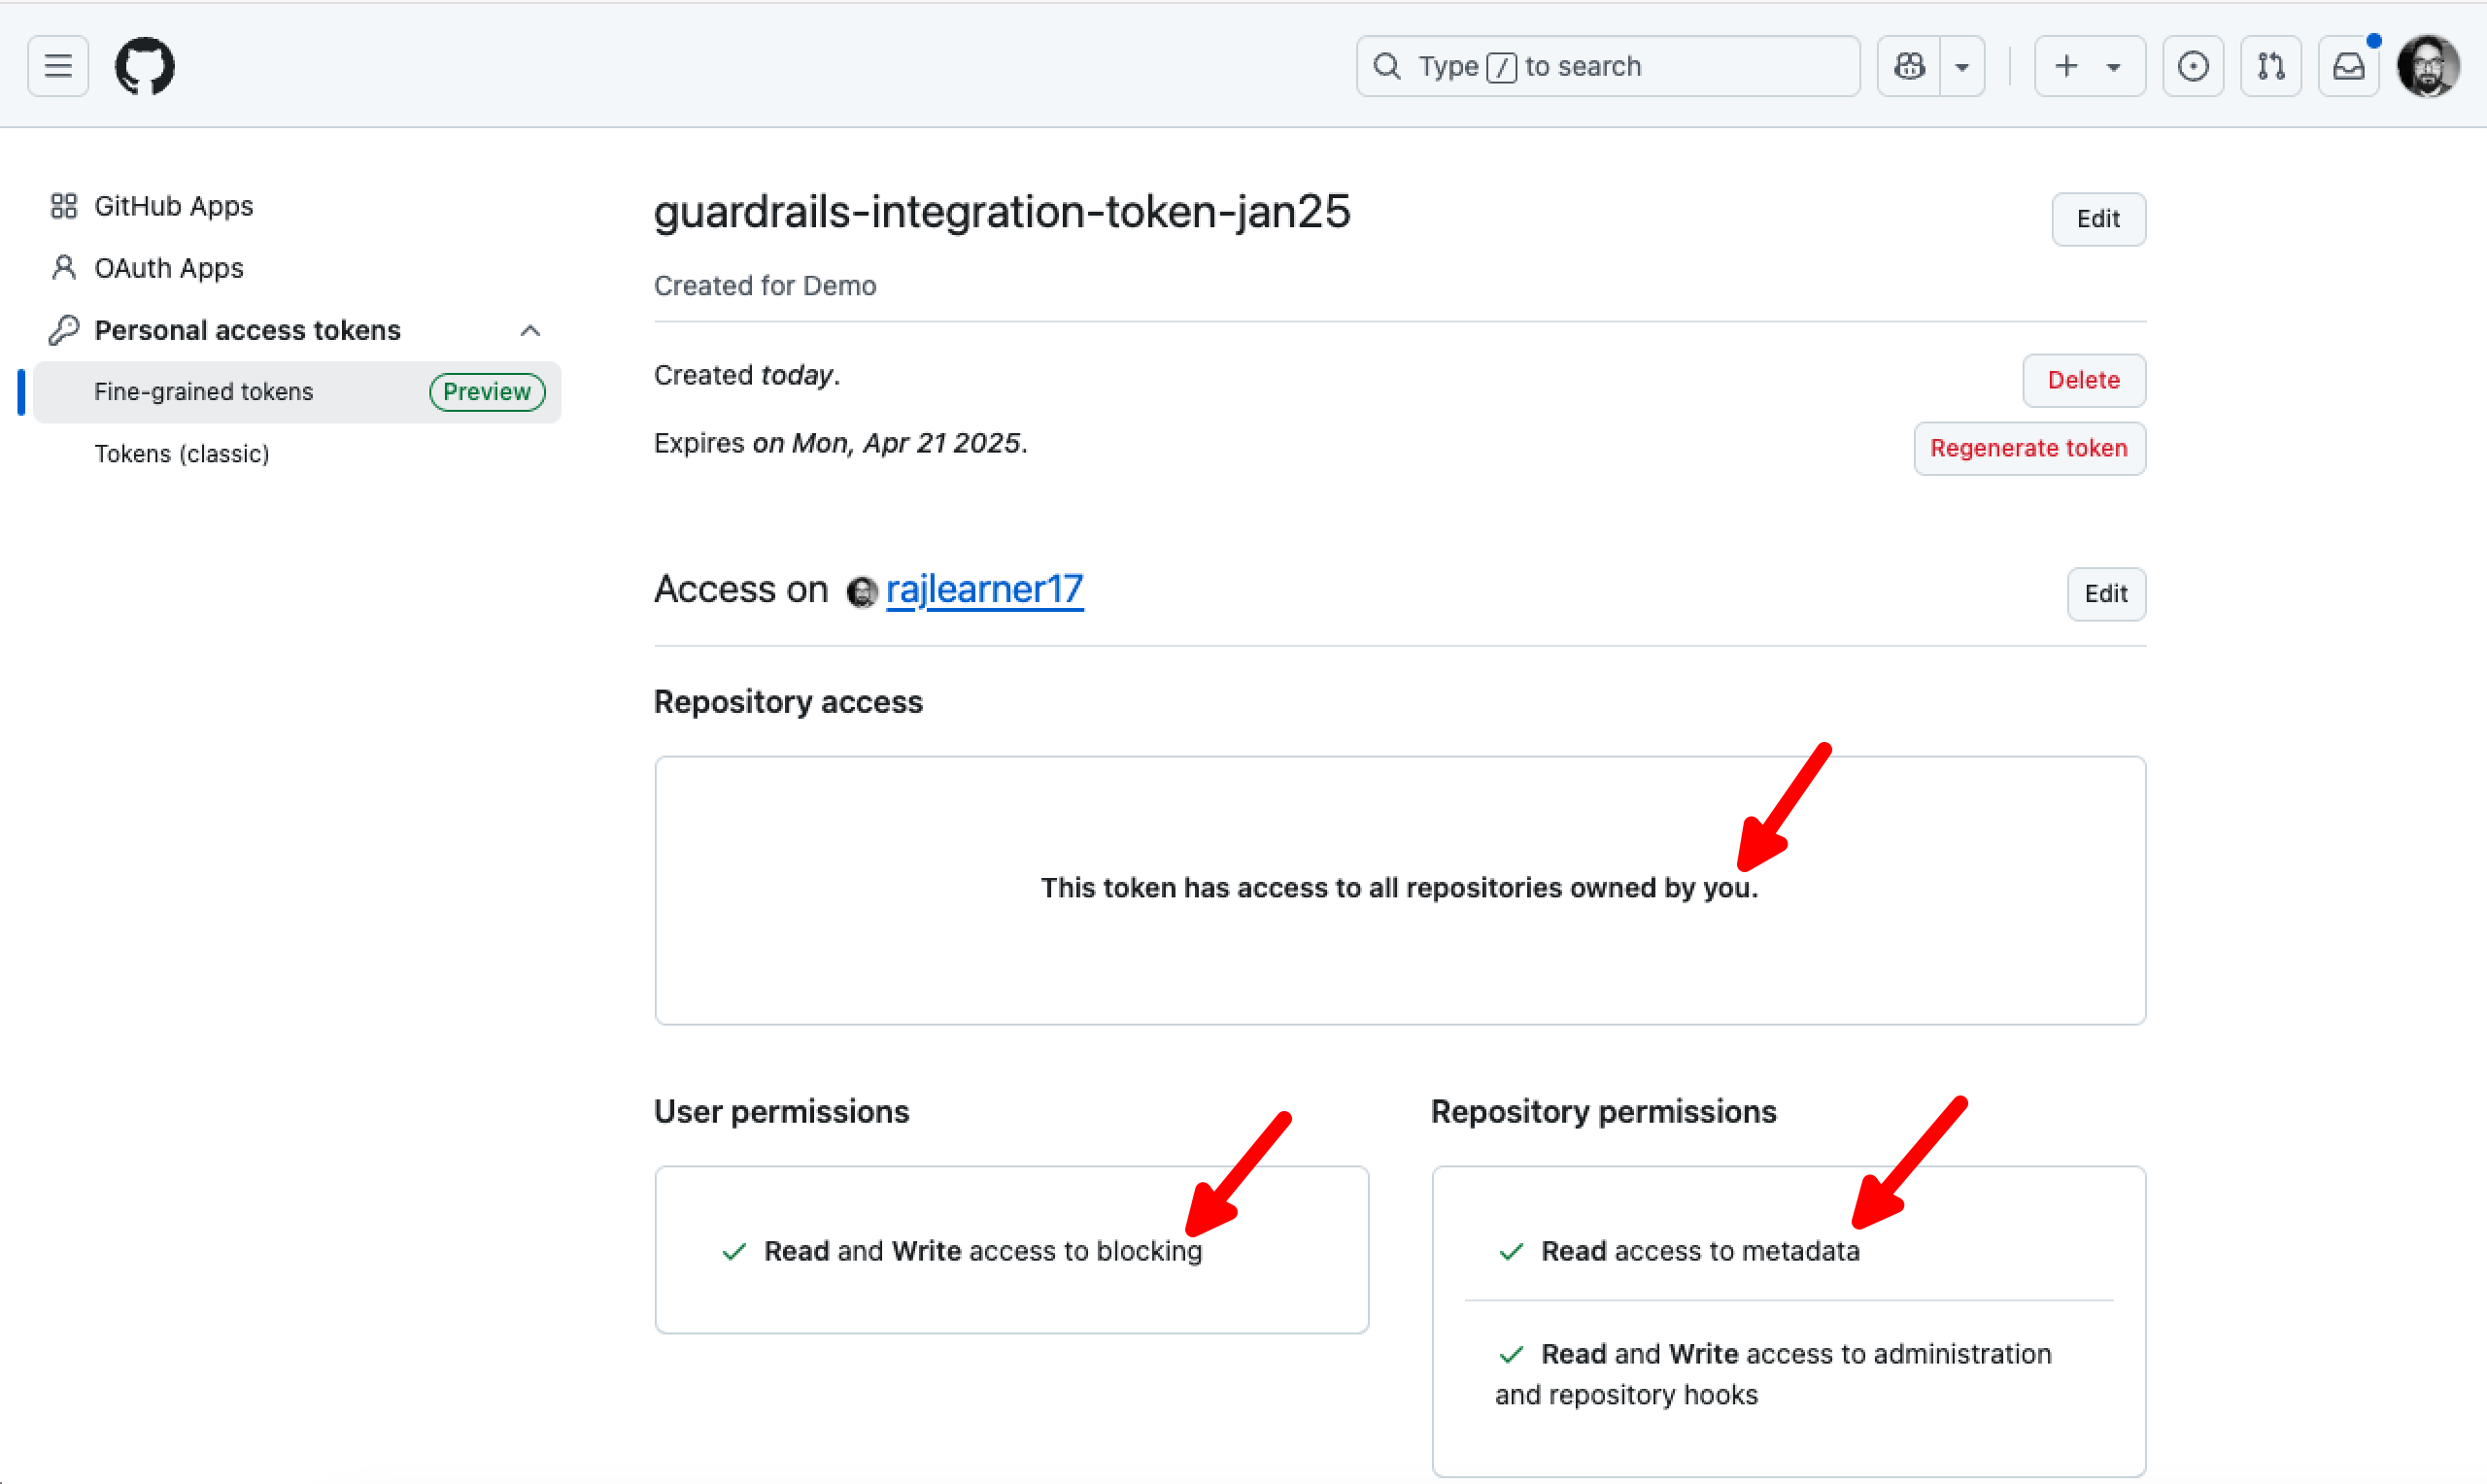 Type / to search
GitHub Apps
OAuth Apps
Personal access tokens
Fine-grained tokens Preview
Tokens (classic)
guardrails-integration-token-jan25
Edit
Created for Demo
Created today.
Delete
Expires on Mon, Apr 21 2025.
Regenerate token
Access on rajlearner17
Edit
Repository access
This token has access to all repositories owned by you.
User permissions
Read and Write access to blocking
Repository permissions
Read access to metadata
Read and Write access to administration
and repository hooks